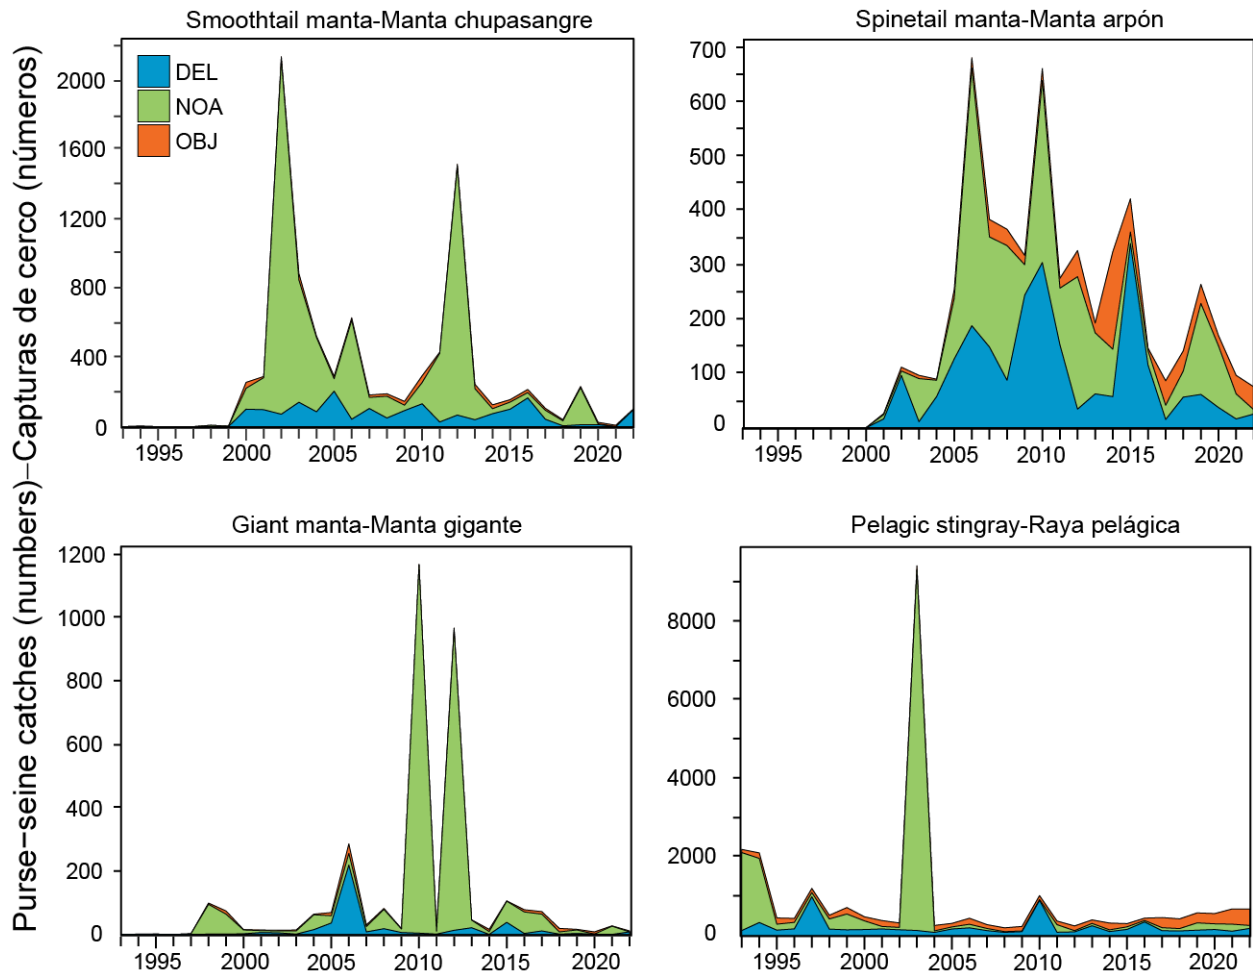 Purse-seine catches (numbers)–Capturas de cerco (números)
Smoothtail manta-Manta chupasangre
DEL
NOA
OBJ
2000
1600
1200
800
400
0
1995 2000 2005 2010 2015 2020
Spinetail manta-Manta arpón
700
600
500
400
300
200
100
0
1995 2000 2005 2010 2015 2020
Giant manta-Manta gigante
1200
1000
800
600
400
200
0
1995 2000 2005 2010 2015 2020
Pelagic stingray-Raya pelágica
8000
6000
4000
2000
0
1995 2000 2005 2010 2015 2020